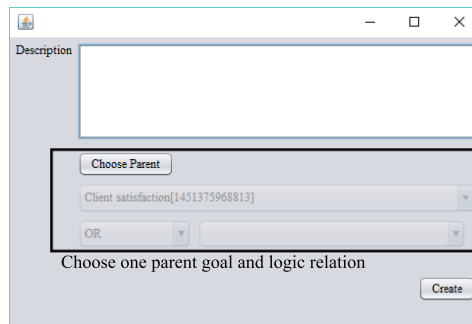 Description
Choose Parent
Client satisfaction[1451375968813]
OR
Choose one parent goal and logic relation
Create